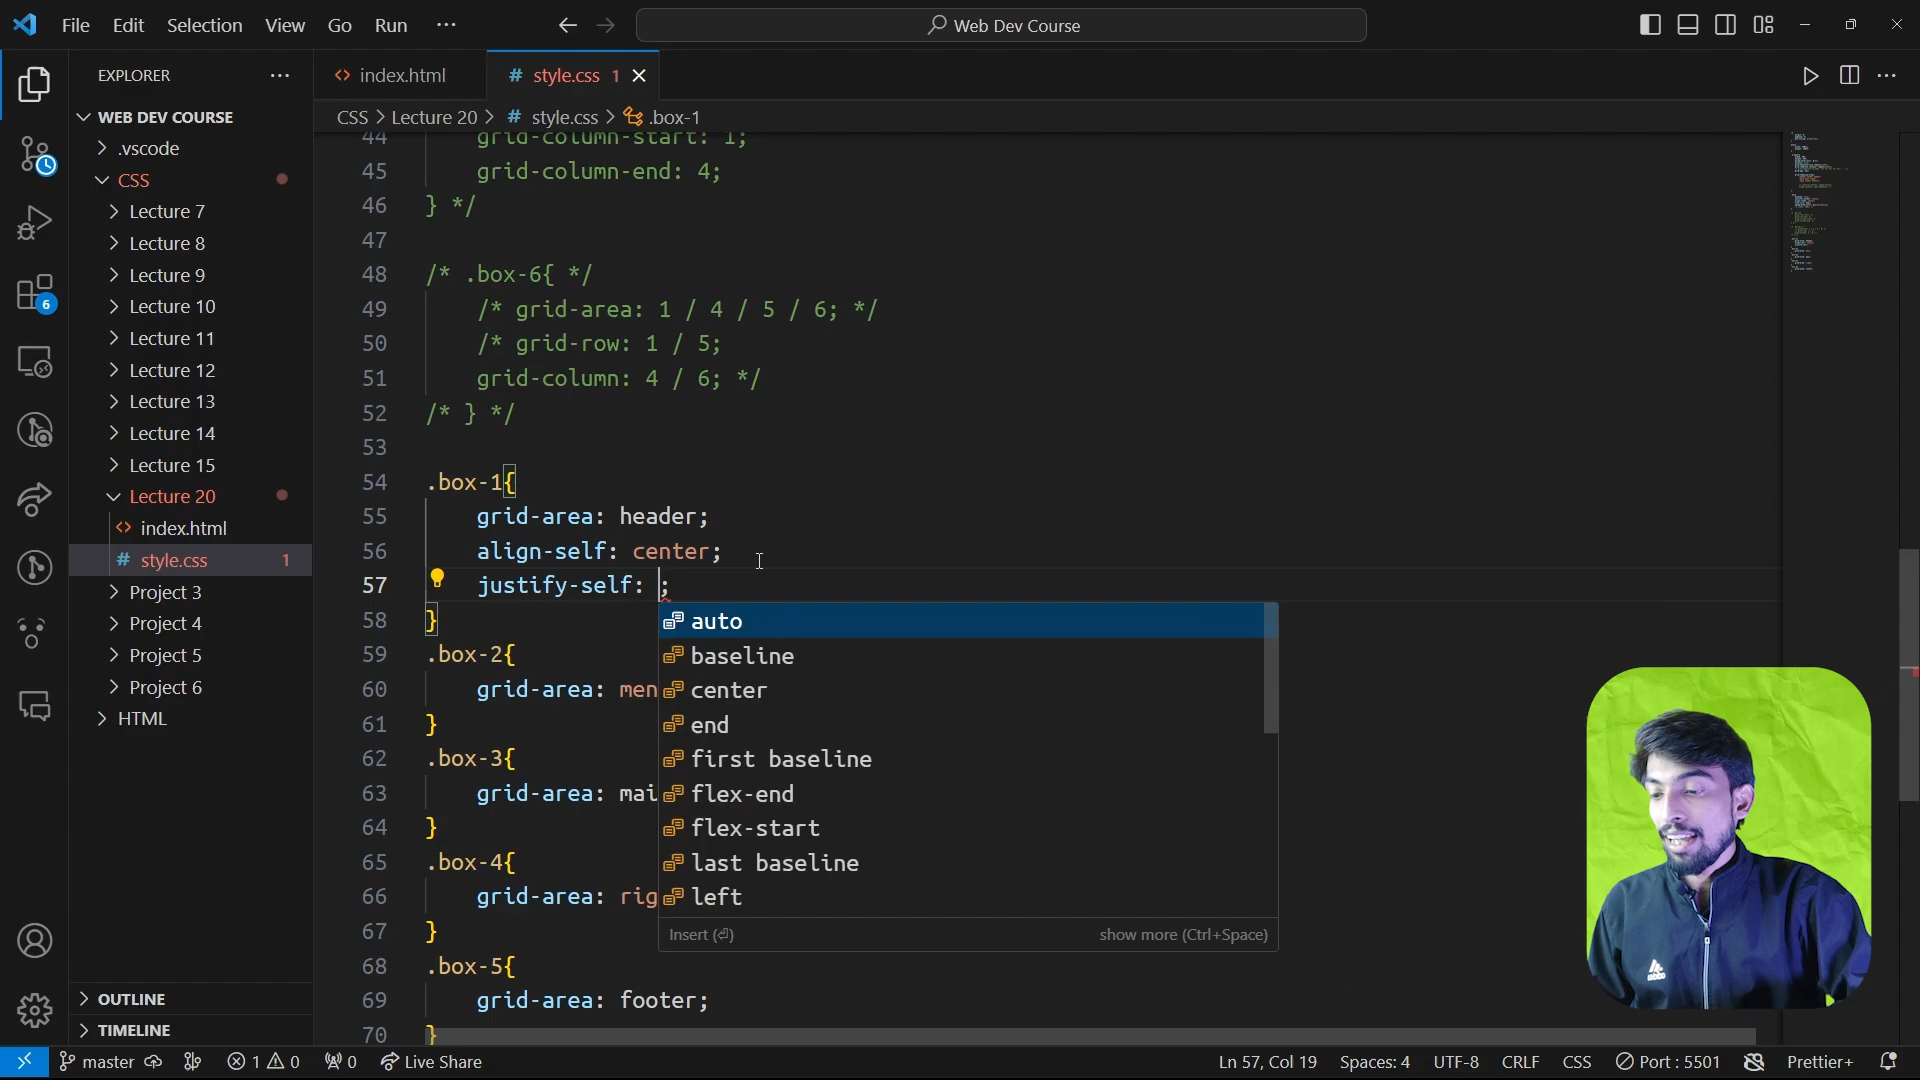 File Edit Selection View Go Run ···
Web Dev Course
EXPLORER ···
index.html
# style.css 1
CSS > Lecture 20 > # style.css > .box-1
WEB DEV COURSE
.vscode
CSS
Lecture 7
Lecture 8
Lecture 9
Lecture 10
Lecture 11
Lecture 12
Lecture 13
Lecture 14
Lecture 15
Lecture 20
index.html
# style.css 1
Project 3
Project 4
Project 5
Project 6
HTML
OUTLINE
TIMELINE
6
44 grid-column-start: 1;
45 grid-column-end: 4;
46 } */
47
48 /* .box-6{ */
49 /* grid-area: 1 / 4 / 5 / 6; */
50 /* grid-row: 1 / 5;
51 grid-column: 4 / 6; */
52 /* } */
53
54 .box-1{
55 grid-area: header;
56 align-self: center;
57 justify-self: ;
58 }
59 .box-2{
60 grid-area: men
61 }
62 .box-3{
63 grid-area: mai
64 }
65 .box-4{
66 grid-area: rig
67 }
68 .box-5{
69 grid-area: footer;
70 }
auto
baseline
center
end
first baseline
flex-end
flex-start
last baseline
left
Insert (⏎) show more (Ctrl+Space)
master 1 0 0 Live Share Ln 57, Col 19 Spaces: 4 UTF-8 CRLF CSS Port : 5501 Prettier+